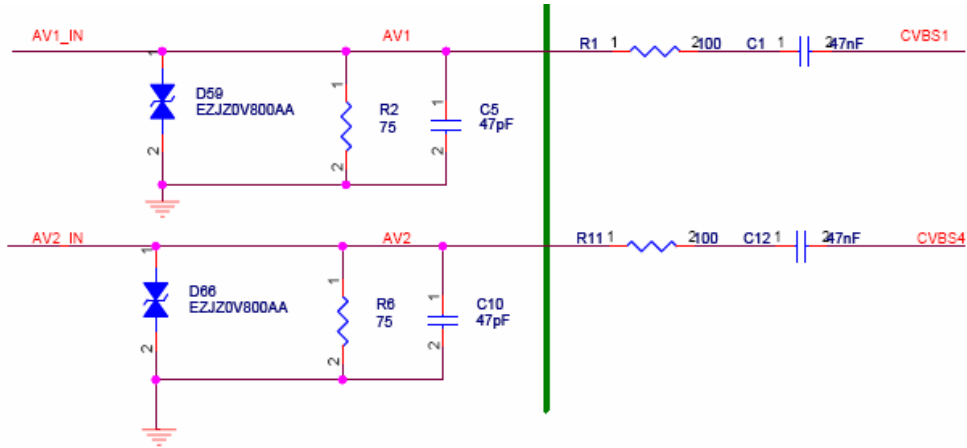 AV1_IN
AV1
R1 1
2 100
C1 1
2 47nF
CVBS1
1
D59
EZJZ0V800AA
2
1
R2
75
2
1
C5
47pF
2
AV2_IN
AV2
R11 1
2 100
C12 1
2 47nF
CVBS4
1
D66
EZJZ0V800AA
2
1
R6
75
2
1
C10
47pF
2